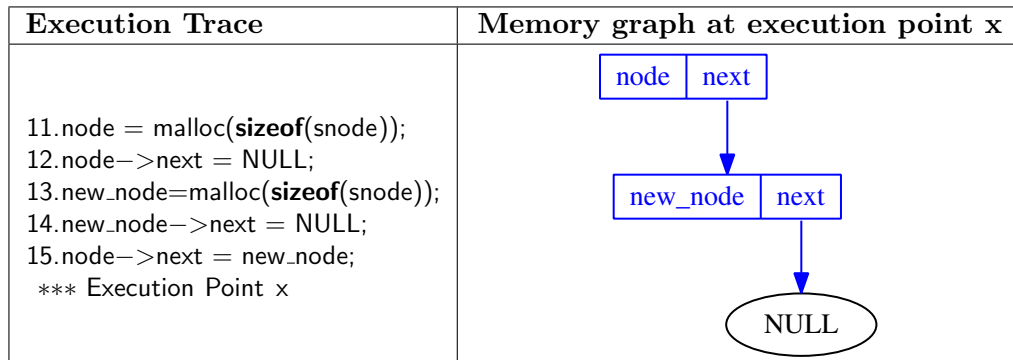 Execution Trace
Memory graph at execution point x
11.node = malloc(sizeof(snode));
12.node−>next = NULL;
13.new_node=malloc(sizeof(snode));
14.new_node−>next = NULL;
15.node−>next = new_node;
*** Execution Point x
node next
new_node next
NULL